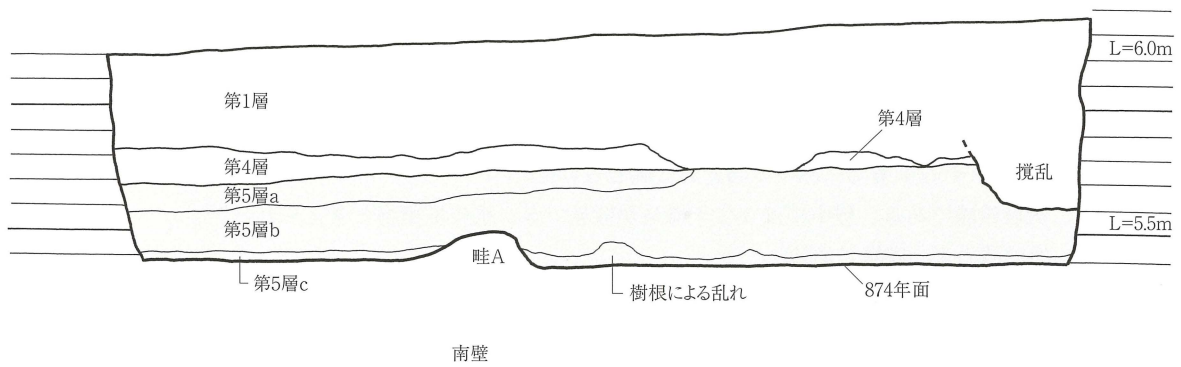 L=6.0m
第1層
第4層
第4層
撹乱
第5層a
第5層b
L=5.5m
畦A
第5層c
樹根による乱れ
874年面
南壁